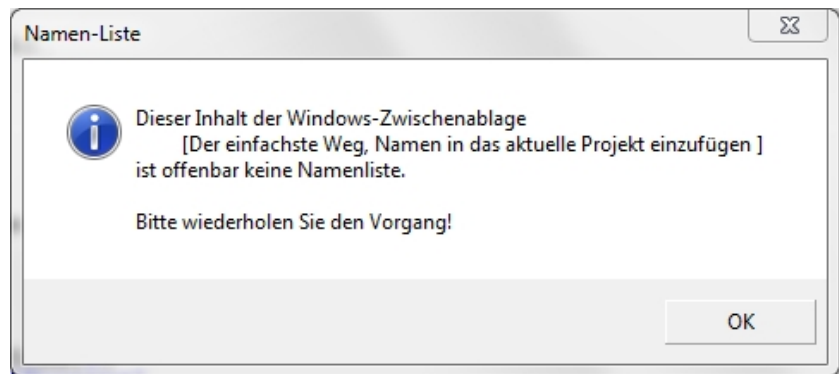 Namen-Liste
Dieser Inhalt der Windows-Zwischenablage
[Der einfachste Weg, Namen in das aktuelle Projekt einzufügen ]
ist offenbar keine Namenliste.
Bitte wiederholen Sie den Vorgang!
OK